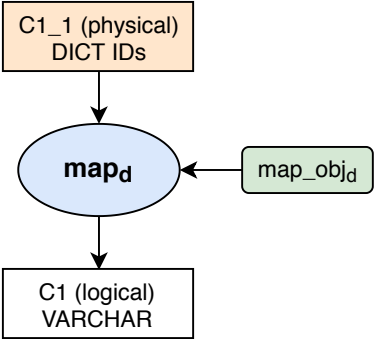 C1_1 (physical)
DICT IDs
map_d
map_obj_d
C1 (logical)
VARCHAR